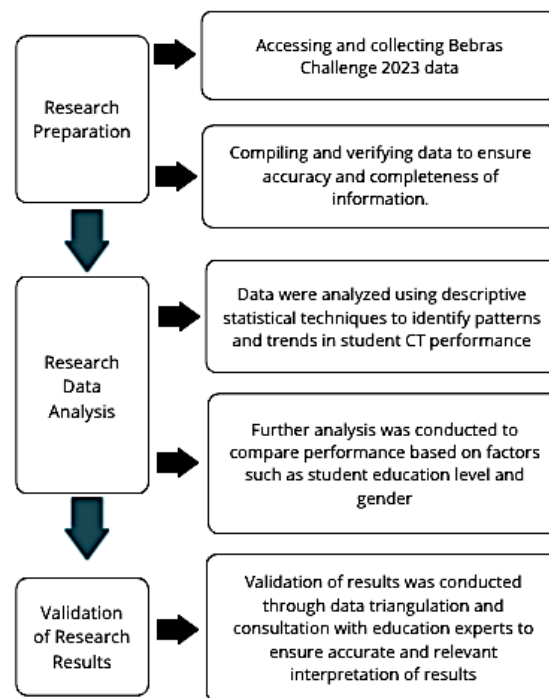 Research
Preparation
Accessing and collecting Bebras
Challenge 2023 data
Compiling and verifying data to ensure
accuracy and completeness of
information.
Research
Data
Analysis
Data were analyzed using descriptive
statistical techniques to identify patterns
and trends in student CT performance
Further analysis was conducted to
compare performance based on factors
such as student education level and
gender
Validation
of Research
Results
Validation of results was conducted
through data triangulation and
consultation with education experts to
ensure accurate and relevant
interpretation of results